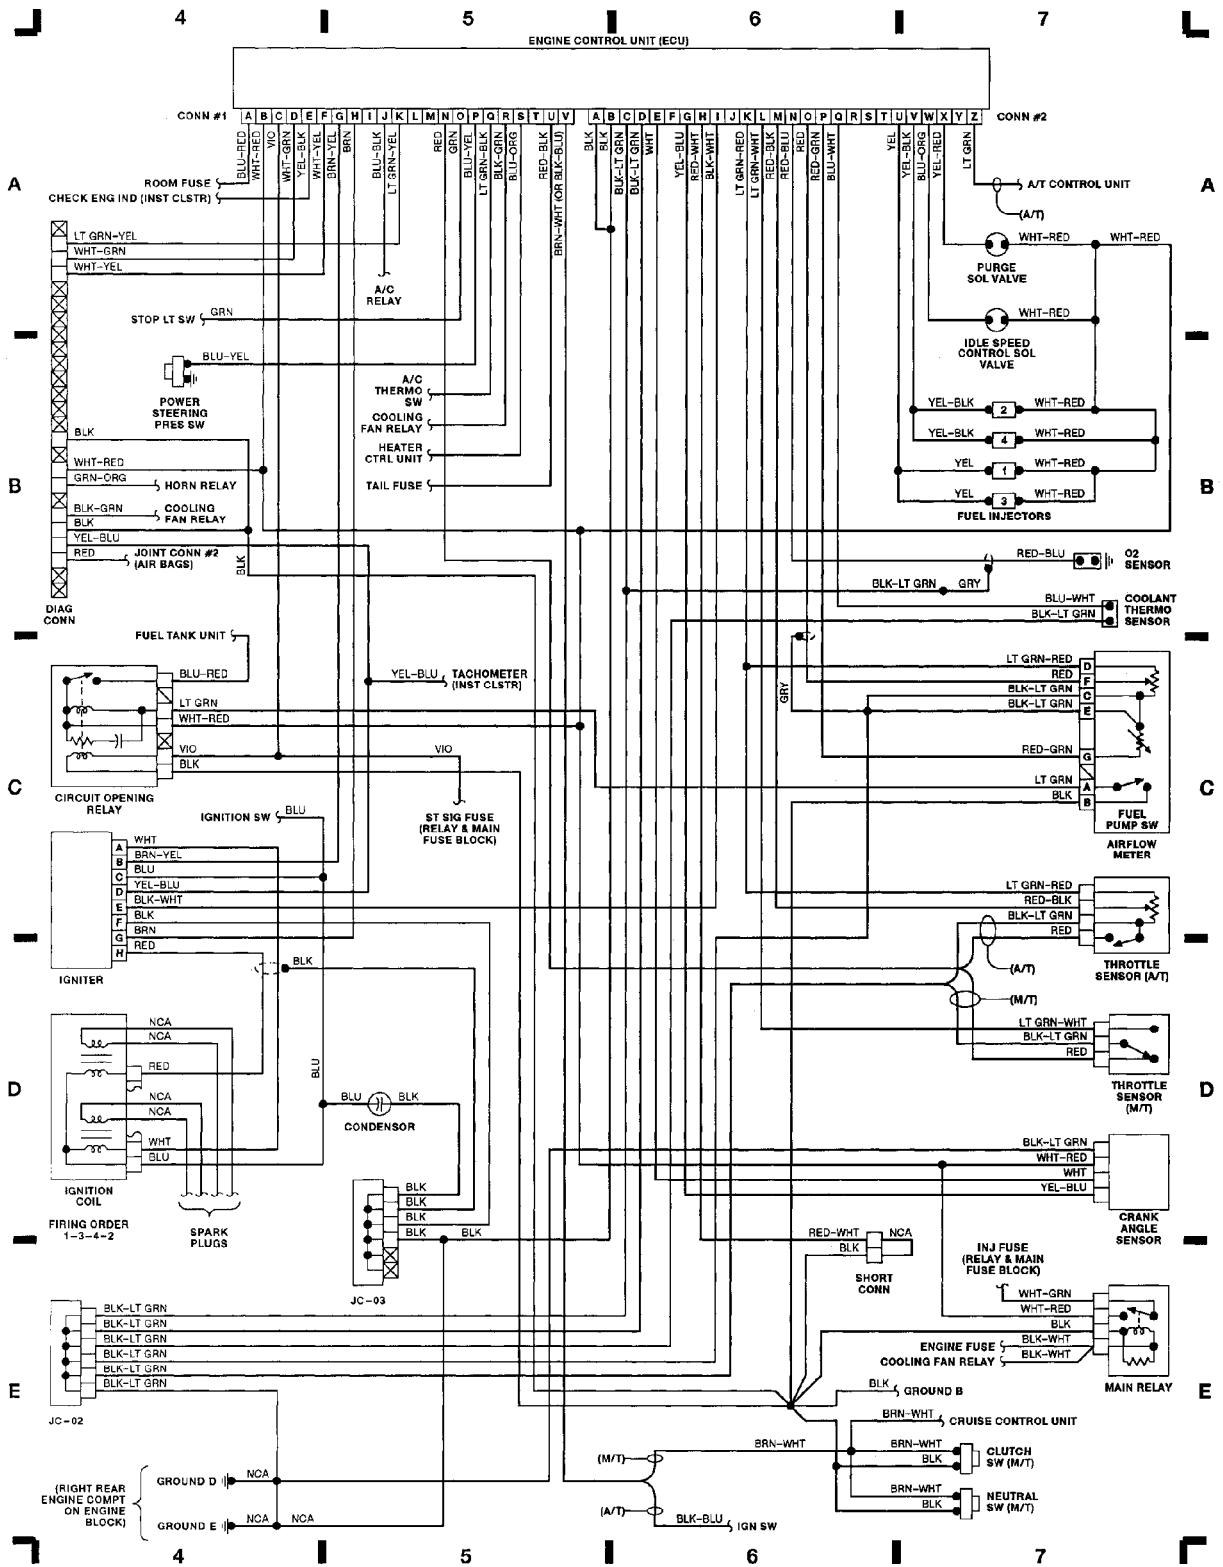 4 5 6 7
ENGINE CONTROL UNIT (ECU)
CONN #1 A B C D E F G H I J K L M N O P Q R S T U V A B C D E F G H I J K L M N O P Q R S T U V W X Y Z CONN #2
BLU-RED
WHT-RED
VIO
WHT-GRN
YEL-BLK
WHT-YEL
BRN-YEL
BRN
BLU-BLK
LT GRN-YEL
RED
GRN
BLU-YEL
LT GRN-BLK
BLK-GRN
BLU-ORG
RED-BLK
BRN-WHT (OR BLK-BLU)
BLK
BLK
BLK-LT GRN
BLK-LT GRN
WHT
YEL-BLU
RED-WHT
BLK-WHT
LT GRN-RED
LT GRN-WHT
RED-BLK
RED-BLU
RED
RED-GRN
BLU-WHT
YEL
YEL-BLK
BLU-ORG
YEL-RED
LT GRN
A A
ROOM FUSE
CHECK ENG IND (INST CLSTR)
A/T CONTROL UNIT
(A/T)
LT GRN-YEL
WHT-GRN
WHT-YEL
A/C
RELAY
STOP LT SW GRN
WHT-RED WHT-RED
PURGE
SOL VALVE
WHT-RED
IDLE SPEED
CONTROL SOL
VALVE
BLU-YEL
POWER
STEERING
PRES SW
A/C
THERMO
SW
COOLING
FAN RELAY
HEATER
CTRL UNIT
TAIL FUSE
YEL-BLK 2 WHT-RED
YEL-BLK 4 WHT-RED
YEL 1 WHT-RED
YEL 3 WHT-RED
FUEL INJECTORS
B B
BLK
WHT-RED
GRN-ORG HORN RELAY
BLK-GRN COOLING
FAN RELAY
BLK
YEL-BLU
RED JOINT CONN #2
(AIR BAGS)
BLK
DIAG
CONN
RED-BLU O2
SENSOR
BLK-LT GRN GRY
BLU-WHT COOLANT
BLK-LT GRN THERMO
SENSOR
FUEL TANK UNIT
BLU-RED
LT GRN
WHT-RED
VIO VIO
BLK
CIRCUIT OPENING
RELAY
YEL-BLU TACHOMETER
(INST CLSTR)
ST SIG FUSE
(RELAY & MAIN
FUSE BLOCK)
GRY
LT GRN-RED D
RED F
BLK-LT GRN C
BLK-LT GRN E
RED-GRN G
LT GRN A
BLK B
FUEL
PUMP SW
AIRFLOW
METER
C C
IGNITION SW BLU
A WHT
B BRN-YEL
C BLU
D YEL-BLU
E BLK-WHT
F BLK
G BRN
H RED
IGNITER
BLK
LT GRN-RED
RED-BLK
BLK-LT GRN
RED
THROTTLE
SENSOR (A/T)
(A/T)
(M/T)
LT GRN-WHT
BLK-LT GRN
RED
THROTTLE
SENSOR
(M/T)
D D
NCA
NCA
RED
NCA
NCA
WHT
BLU
IGNITION
COIL
FIRING ORDER
1-3-4-2
SPARK
PLUGS
BLU
BLU BLK
CONDENSOR
BLK
BLK
BLK
BLK BLK
JC-03
BLK-LT GRN
WHT-RED
WHT
YEL-BLU
CRANK
ANGLE
SENSOR
RED-WHT NCA
BLK
SHORT
CONN
INJ FUSE
(RELAY & MAIN
FUSE BLOCK)
WHT-GRN
WHT-RED
BLK
ENGINE FUSE BLK-WHT
COOLING FAN RELAY BLK-WHT
MAIN RELAY
E E
BLK-LT GRN
BLK-LT GRN
BLK-LT GRN
BLK-LT GRN
BLK-LT GRN
BLK-LT GRN
JC-02
BLK GROUND B
BRN-WHT CRUISE CONTROL UNIT
BRN-WHT BRN-WHT CLUTCH
BLK SW (M/T)
BRN-WHT NEUTRAL
BLK SW (M/T)
(M/T)
(A/T)
BLK-BLU IGN SW
(RIGHT REAR
ENGINE COMPT
ON ENGINE
BLOCK)
GROUND D NCA
GROUND E NCA NCA
4 5 6 7